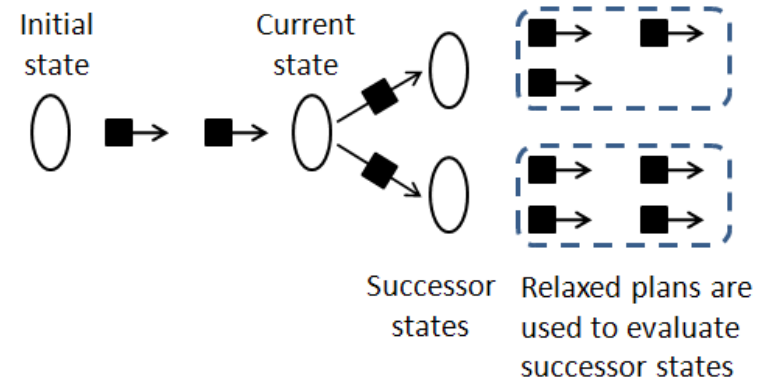 Initial
state
Current
state
Successor
states
Relaxed plans are
used to evaluate
successor states